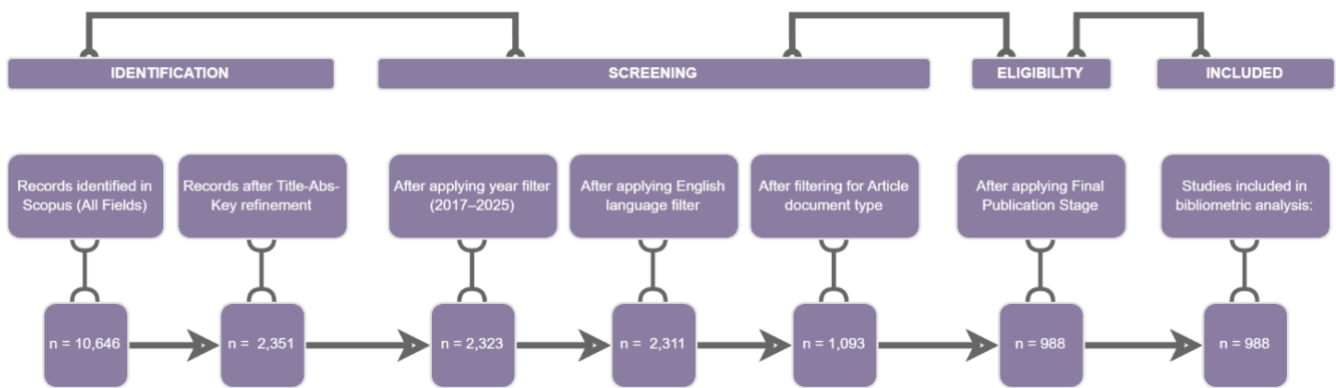 IDENTIFICATION
SCREENING
ELIGIBILITY
INCLUDED
Records identified in
Scopus (All Fields)
Records after Title-Abs-
Key refinement
After applying year filter
(2017–2025)
After applying English
language filter
After filtering for Article
document type
After applying Final
Publication Stage
Studies included in
bibliometric analysis:
n = 10,646
n = 2,351
n = 2,323
n = 2,311
n = 1,093
n = 988
n = 988